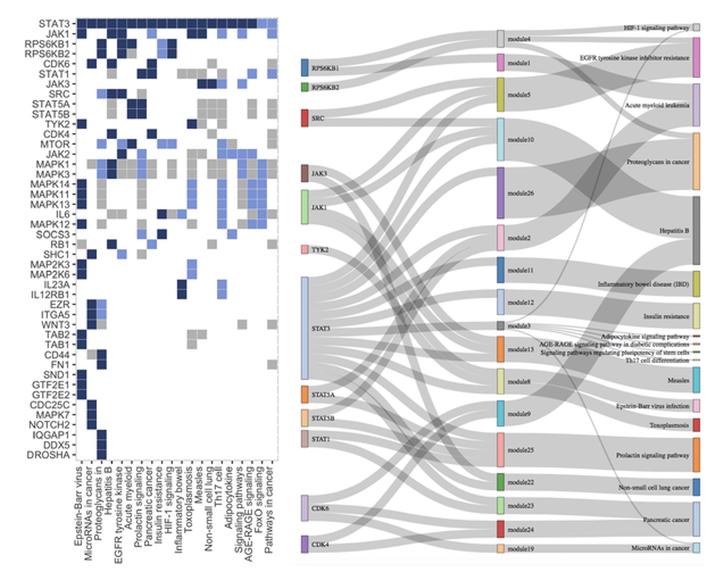 STAT3
JAK1
RPS6KB1
RPS6KB2
CDK6
STAT1
JAK3
SRC
STAT5A
STAT5B
TYK2
CDK4
MTOR
JAK2
MAPK1
MAPK3
MAPK14
MAPK11
MAPK13
IL6
MAPK12
SOCS3
RB1
SHC1
MAP2K3
MAP2K6
IL23A
IL12RB1
EZR
ITGA5
WNT3
TAB2
TAB1
CD44
FN1
SND1
GTF2E1
GTF2E2
CDC25C
MAPK7
NOTCH2
IQGAP1
DDX5
DROSHA
Epstein-Barr virus
MicroRNAs in cancer
Proteoglycans in
Hepatitis B
EGFR tyrosine kinase
Acute myeloid
Prolactin signaling
Pancreatic cancer
Insulin resistance
HIF-1 signaling
Inflammatory bowel
Toxoplasmosis
Measles
Non-small cell lung
Th17 cell
Adipocytokine
Signaling pathways
AGE-RAGE signaling
FoxO signaling
Pathways in cancer
RPS6KB1
RPS6KB2
SRC
JAK3
JAK1
TYK2
STAT3
STAT5A
STAT5B
STAT1
CDK6
CDK4
module4
module1
module5
module10
module26
module2
module11
module12
module3
module13
module8
module9
module25
module22
module23
module24
module19
HIF-1 signaling pathway
EGFR tyrosine kinase inhibitor resistance
Acute myeloid leukemia
Proteoglycans in cancer
Hepatitis B
Inflammatory bowel disease (IBD)
Insulin resistance
Adipocytokine signaling pathway
AGE-RAGE signaling pathway in diabetic complications
Signaling pathways regulating pluripotency of stem cells
Th17 cell differentiation
Measles
Epstein-Barr virus infection
Toxoplasmosis
Prolactin signaling pathway
Non-small cell lung cancer
Pancreatic cancer
MicroRNAs in cancer